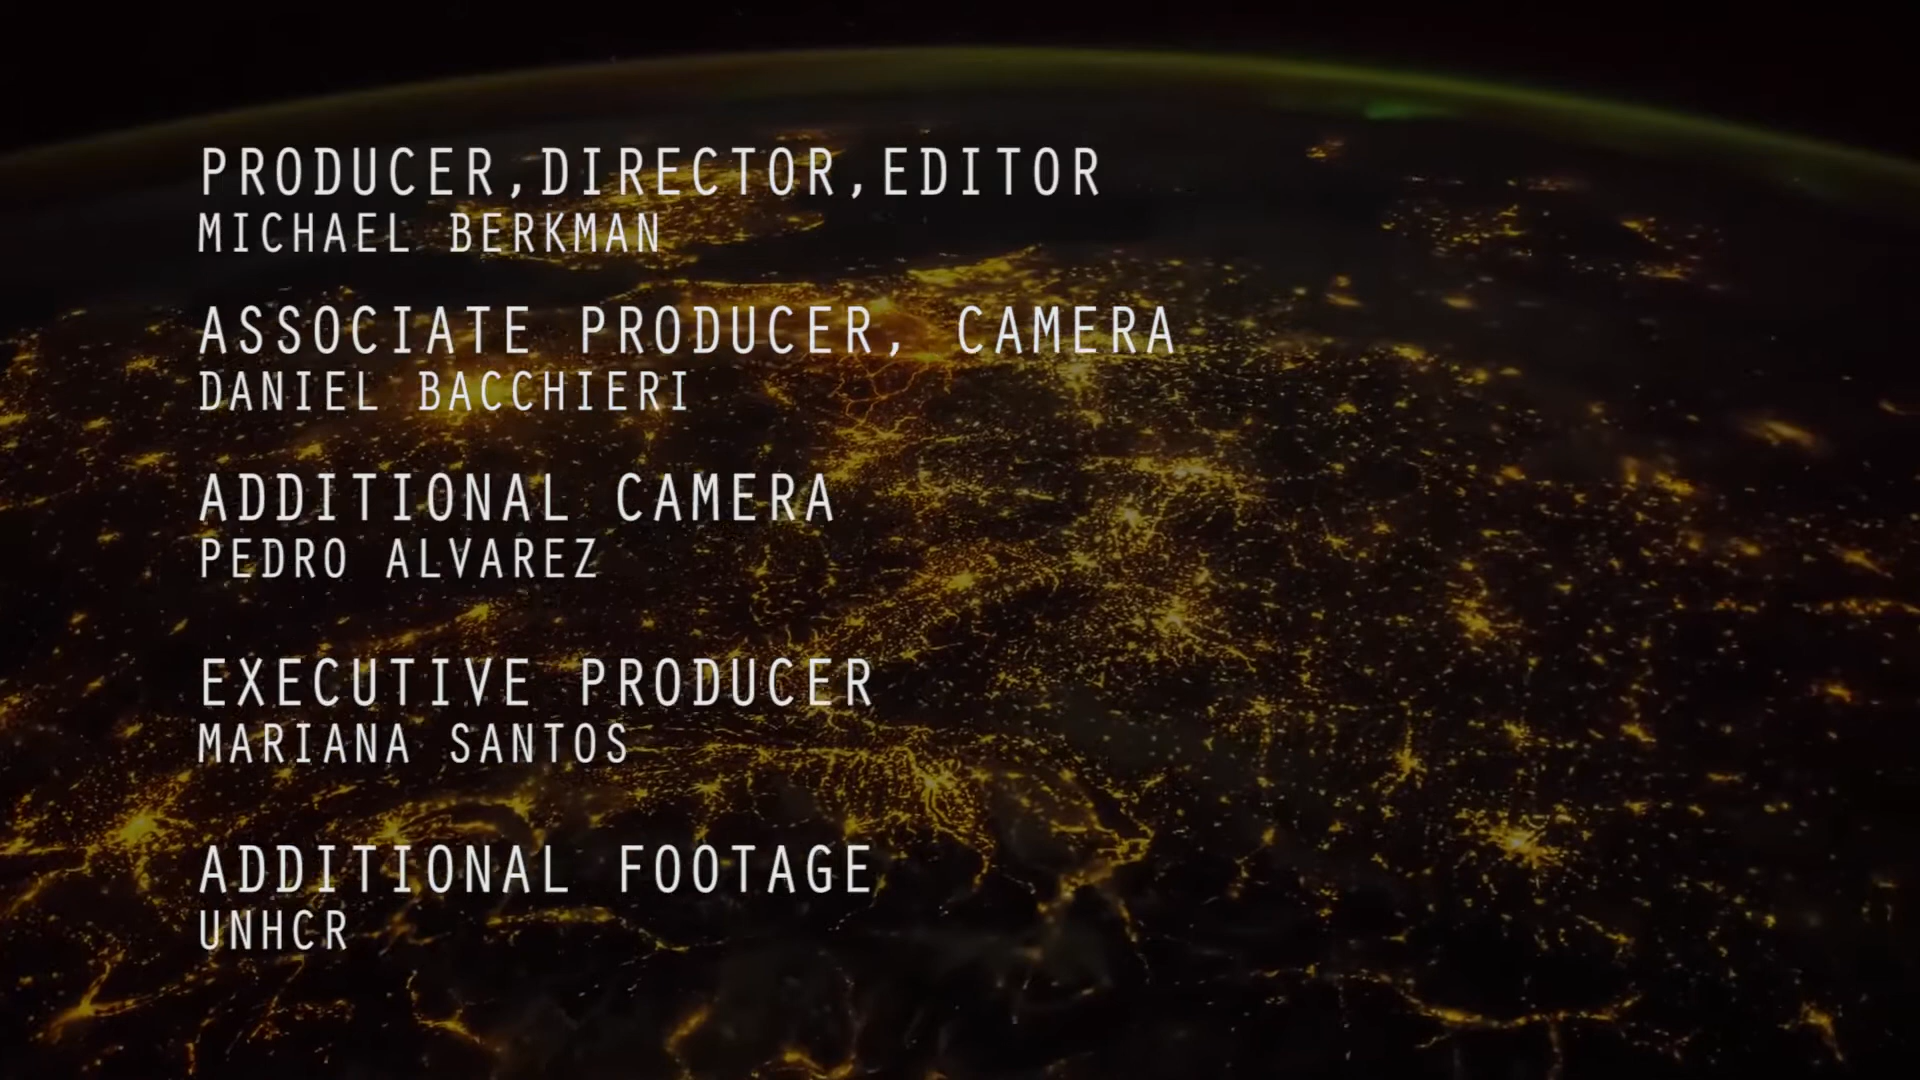 PRODUCER,DIRECTOR,EDITOR
MICHAEL BERKMAN
ASSOCIATE PRODUCER, CAMERA
DANIEL BACCHIERI
ADDITIONAL CAMERA
PEDRO ALVAREZ
EXECUTIVE PRODUCER
MARIANA SANTOS
ADDITIONAL FOOTAGE
UNHCR